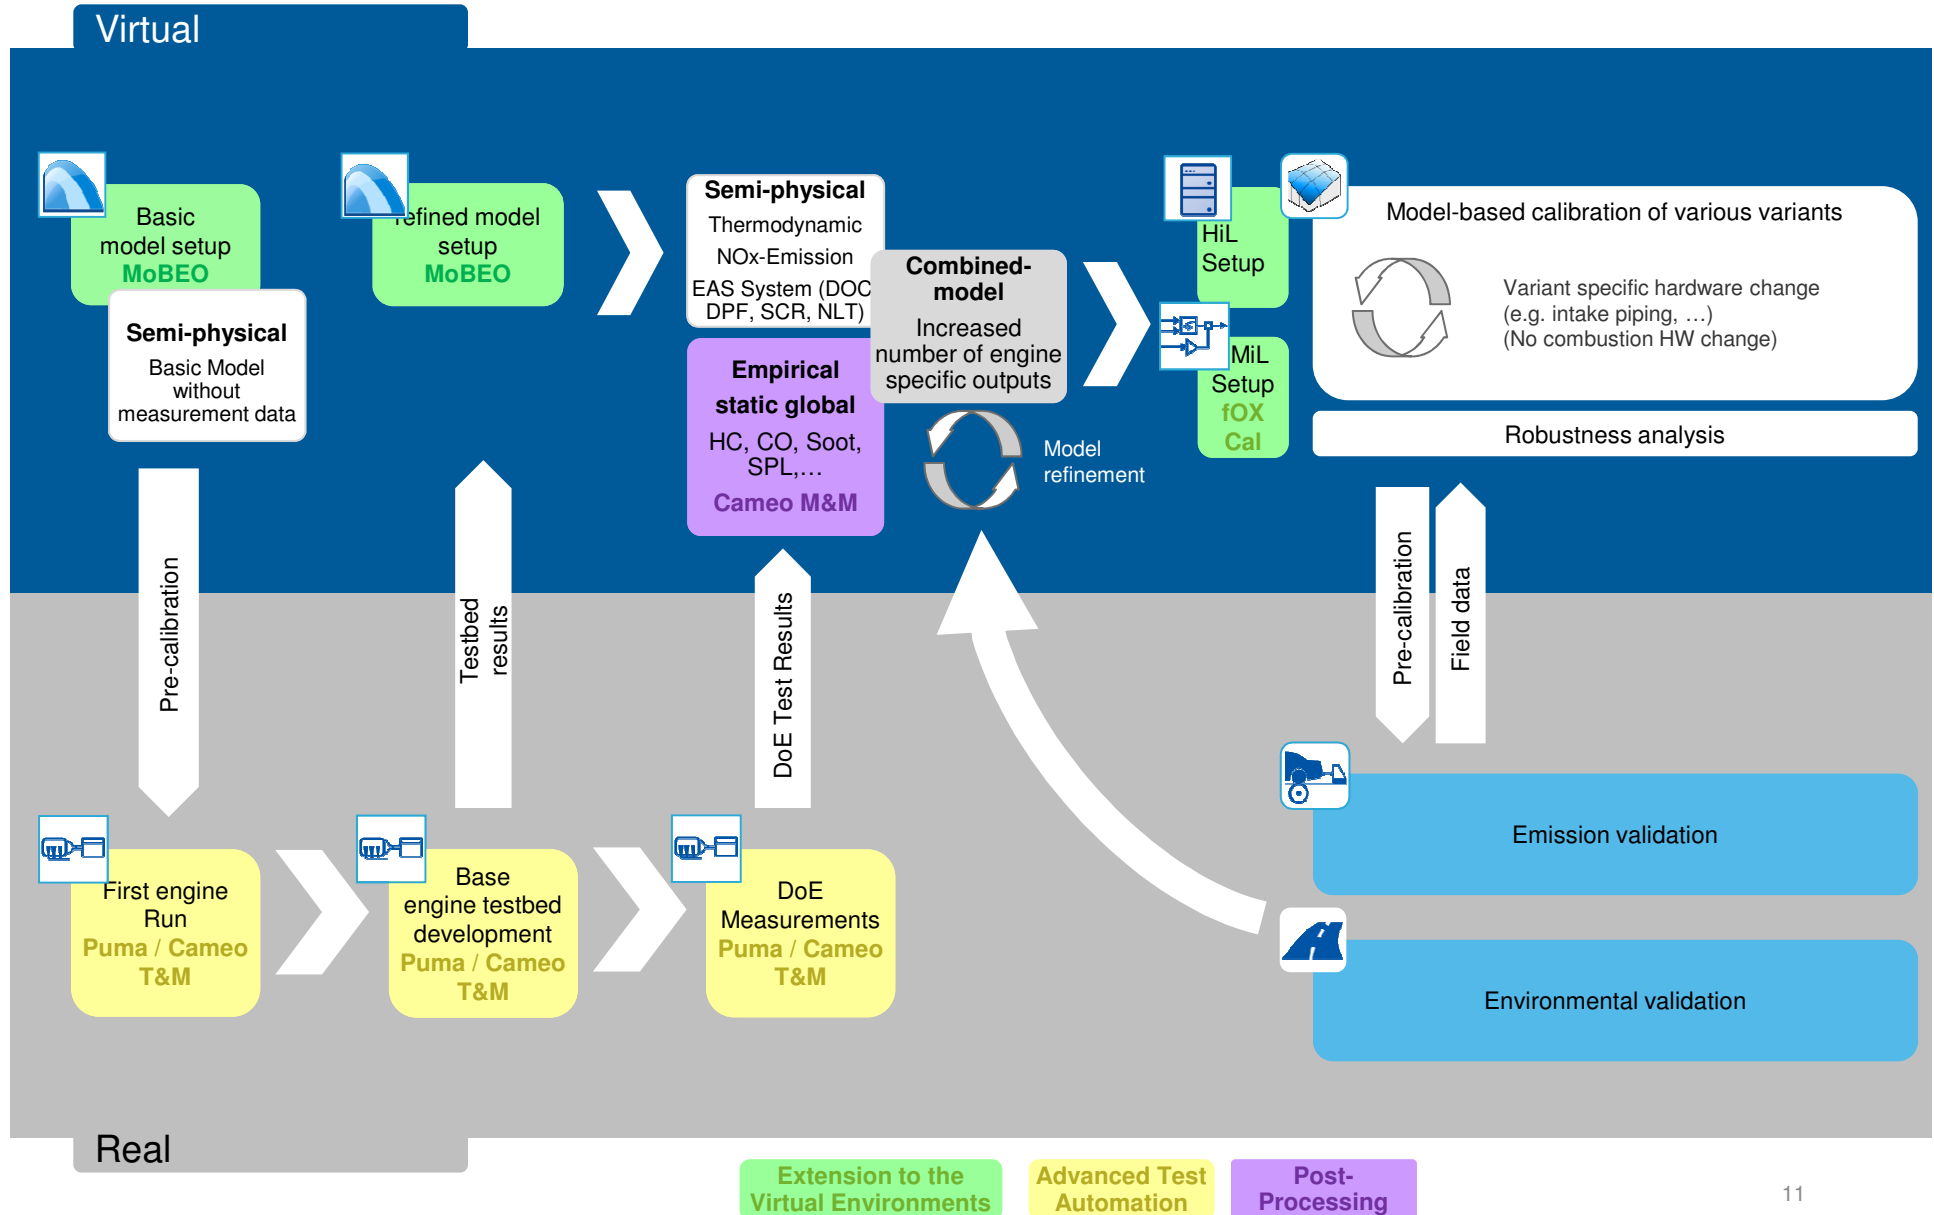 Virtual
Basic
model setup
MoBEO
Semi-physical
Basic Model
without
measurement data
refined model
setup
MoBEO
Semi-physical
Thermodynamic
NOx-Emission
EAS System (DOC
DPF, SCR, NLT)
Empirical
static global
HC, CO, Soot,
SPL,…
Cameo M&M
Combined-
model
Increased
number of engine
specific outputs
Model
refinement
HiL
Setup
MiL
Setup
fOX
Cal
Model-based calibration of various variants
Variant specific hardware change
(e.g. intake piping, …)
(No combustion HW change)
Robustness analysis
Pre-calibration
Testbed
results
DoE Test Results
Pre-calibration
Field data
First engine
Run
Puma / Cameo
T&M
Base
engine testbed
development
Puma / Cameo
T&M
DoE
Measurements
Puma / Cameo
T&M
Emission validation
Environmental validation
Real
Extension to the
Virtual Environments
Advanced Test
Automation
Post-
Processing
11